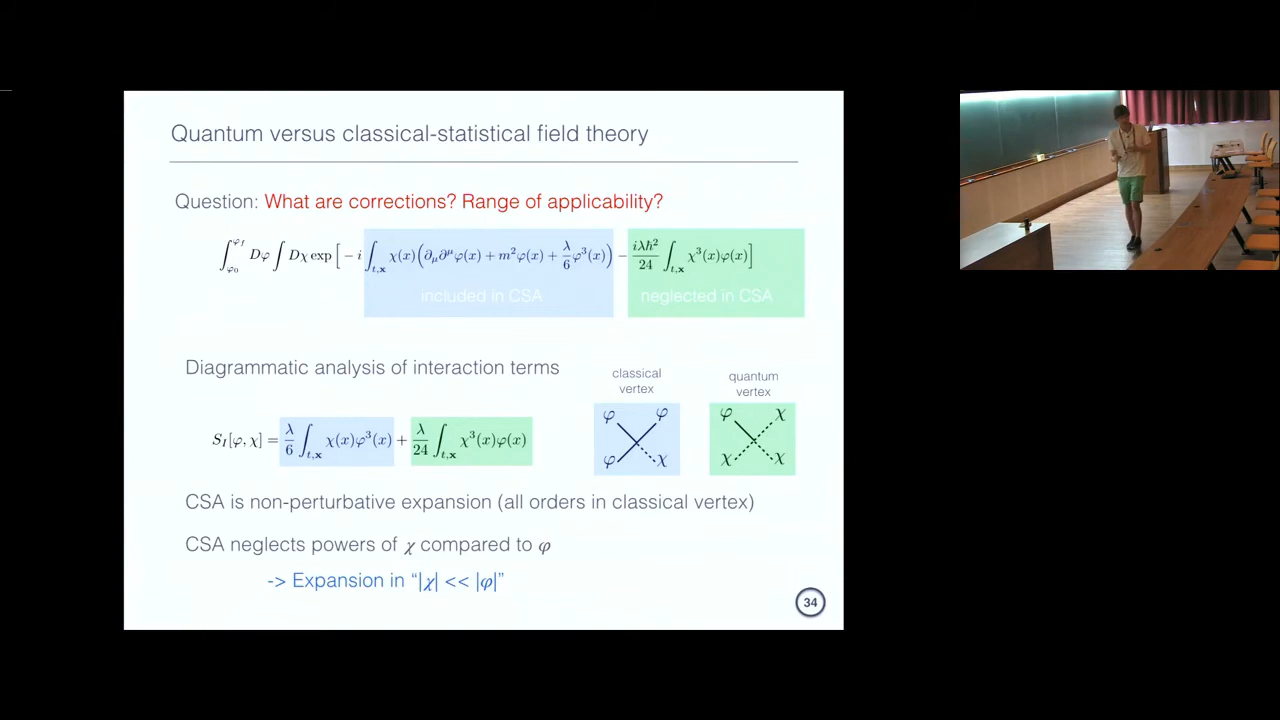 Quantum versus classical-statistical field theory
Question: What are corrections? Range of applicability?
∫_{φ_0}^{φ_f} Dφ ∫ Dχ exp [ − i ∫_{t,x} χ(x) ( ∂_μ ∂^μ φ(x) + m² φ(x) + λ/6 φ³(x) ) − iλħ²/24 ∫_{t,x} χ³(x)φ(x) ]
included in CSA neglected in CSA
Diagrammatic analysis of interaction terms
classical vertex
quantum vertex
φ φ φ χ
S_I[φ, χ] = λ/6 ∫_{t,x} χ(x)φ³(x) + λ/24 ∫_{t,x} χ³(x)φ(x)
φ χ χ χ
CSA is non-perturbative expansion (all orders in classical vertex)
CSA neglects powers of χ compared to φ
-> Expansion in “|χ| << |φ|”
34